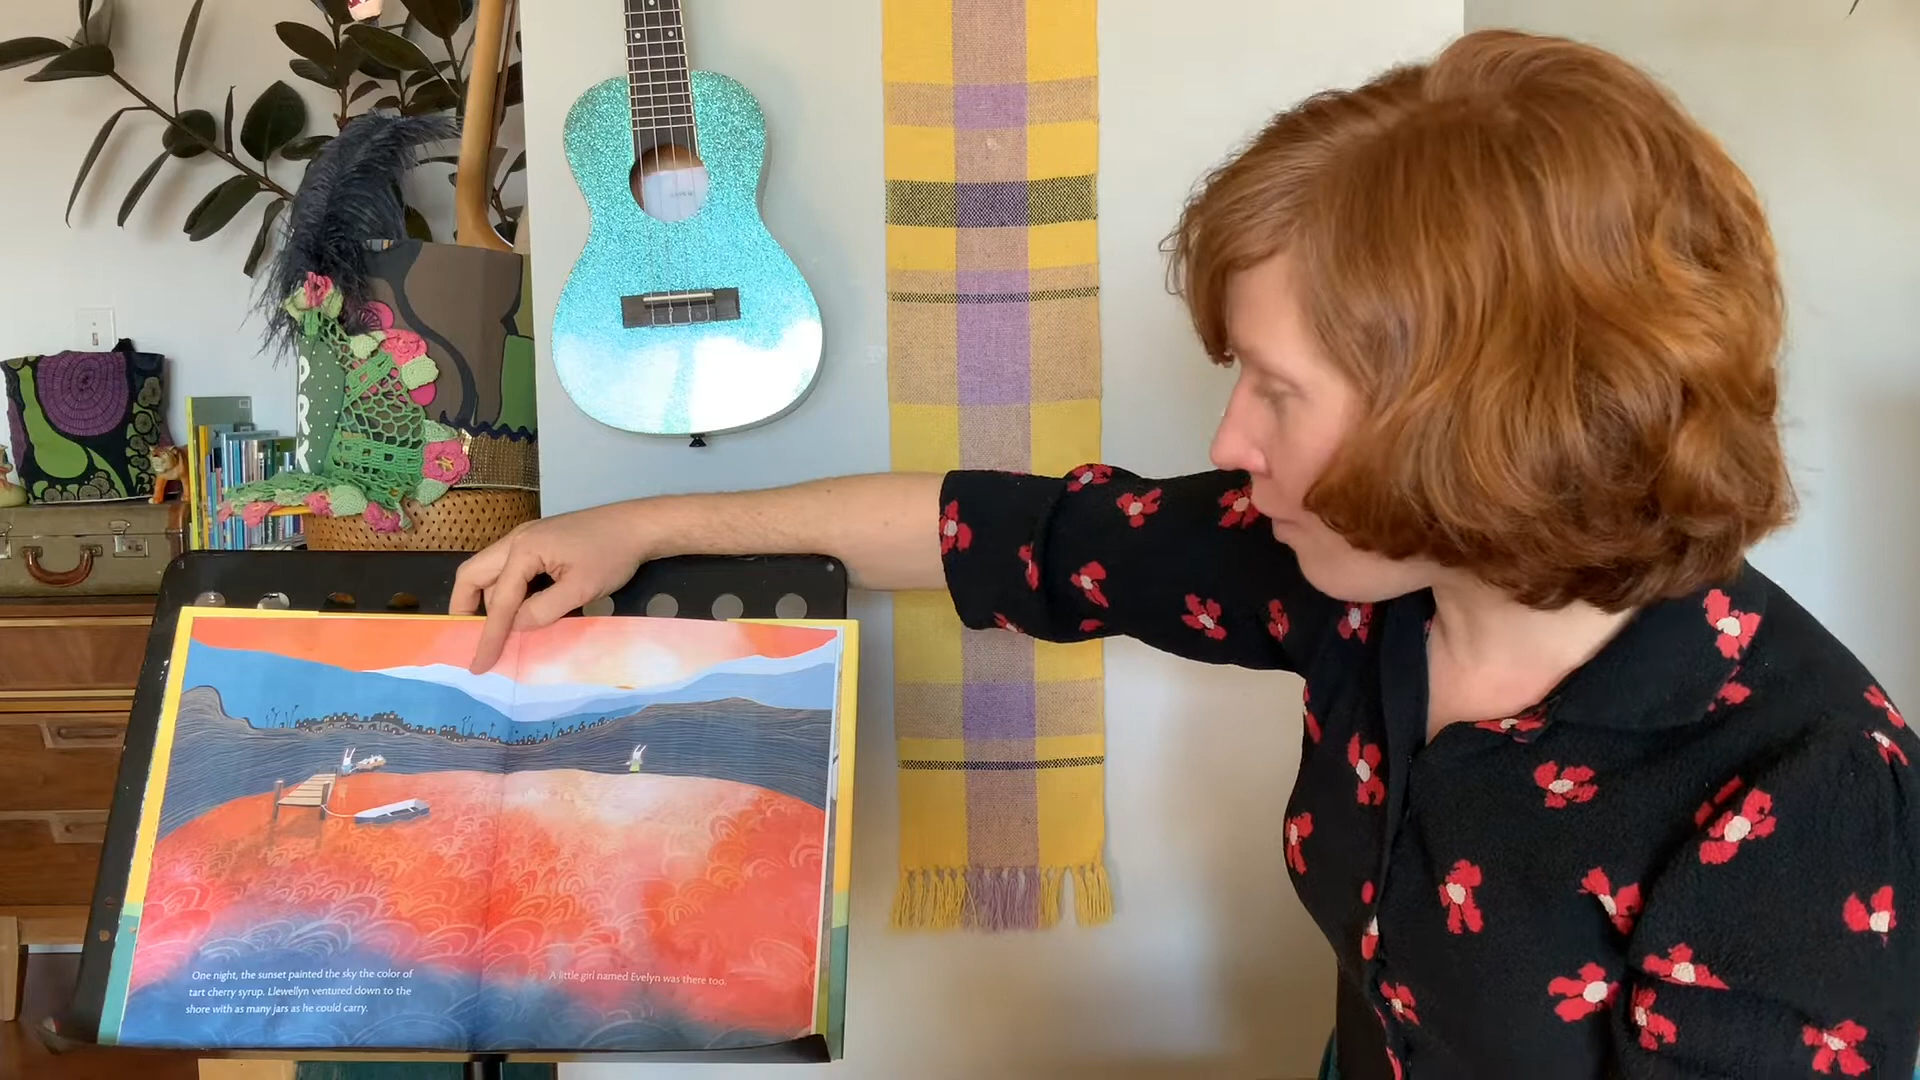 ORK
One night, the sunset painted the sky the color of
tart cherry syrup. Llewellyn ventured down to the
shore with as many jars as he could carry.
A little girl named Evelyn was there too.